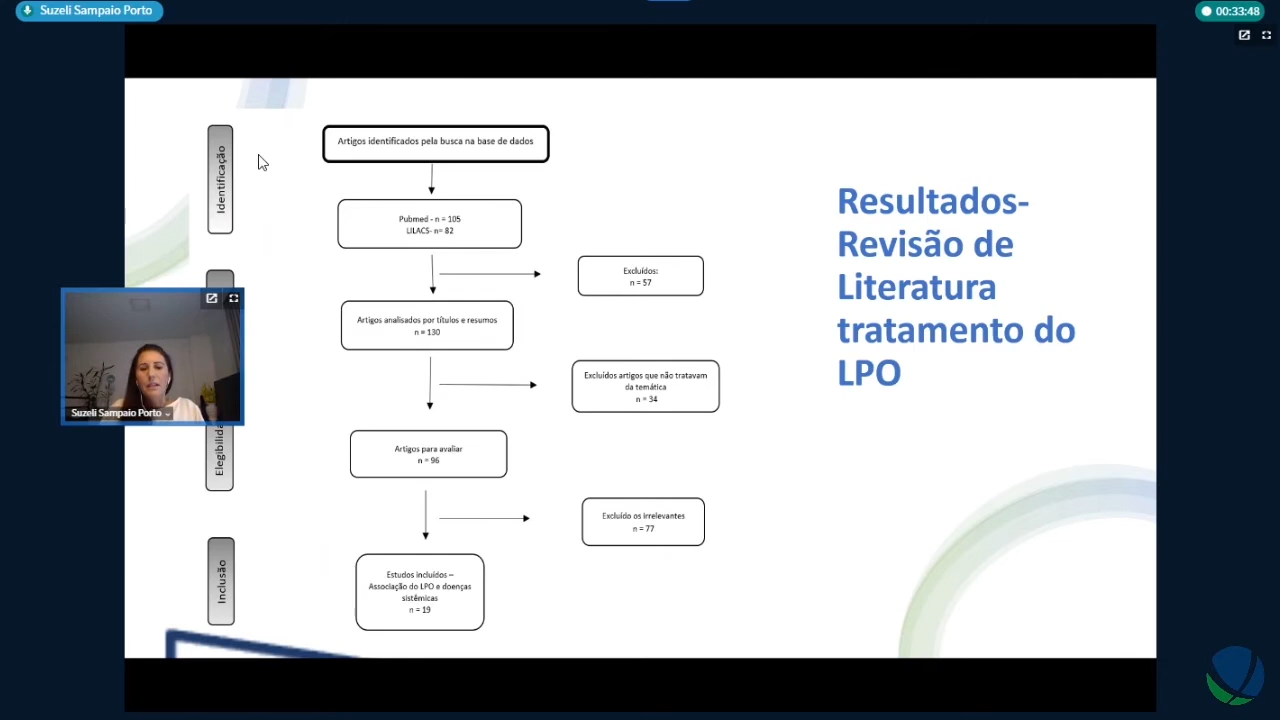 Suzeli Sampaio Porto
00:33:48
Identificação
Artigos identificados pela busca na base de dados
Pubmed - n = 105
LILACS- n= 82
Excluídos:
n = 57
Artigos analisados por títulos e resumos
n = 130
Excluídos artigos que não tratavam
da temática
n = 34
Suzeli Sampaio Porto
Artigos para avaliar
n = 96
Excluído os irrelevantes
n = 77
Inclusão
Estudos incluídos –
Associação do LPO e doenças
sistêmicas
n = 19
Resultados-
Revisão de
Literatura
tratamento do
LPO